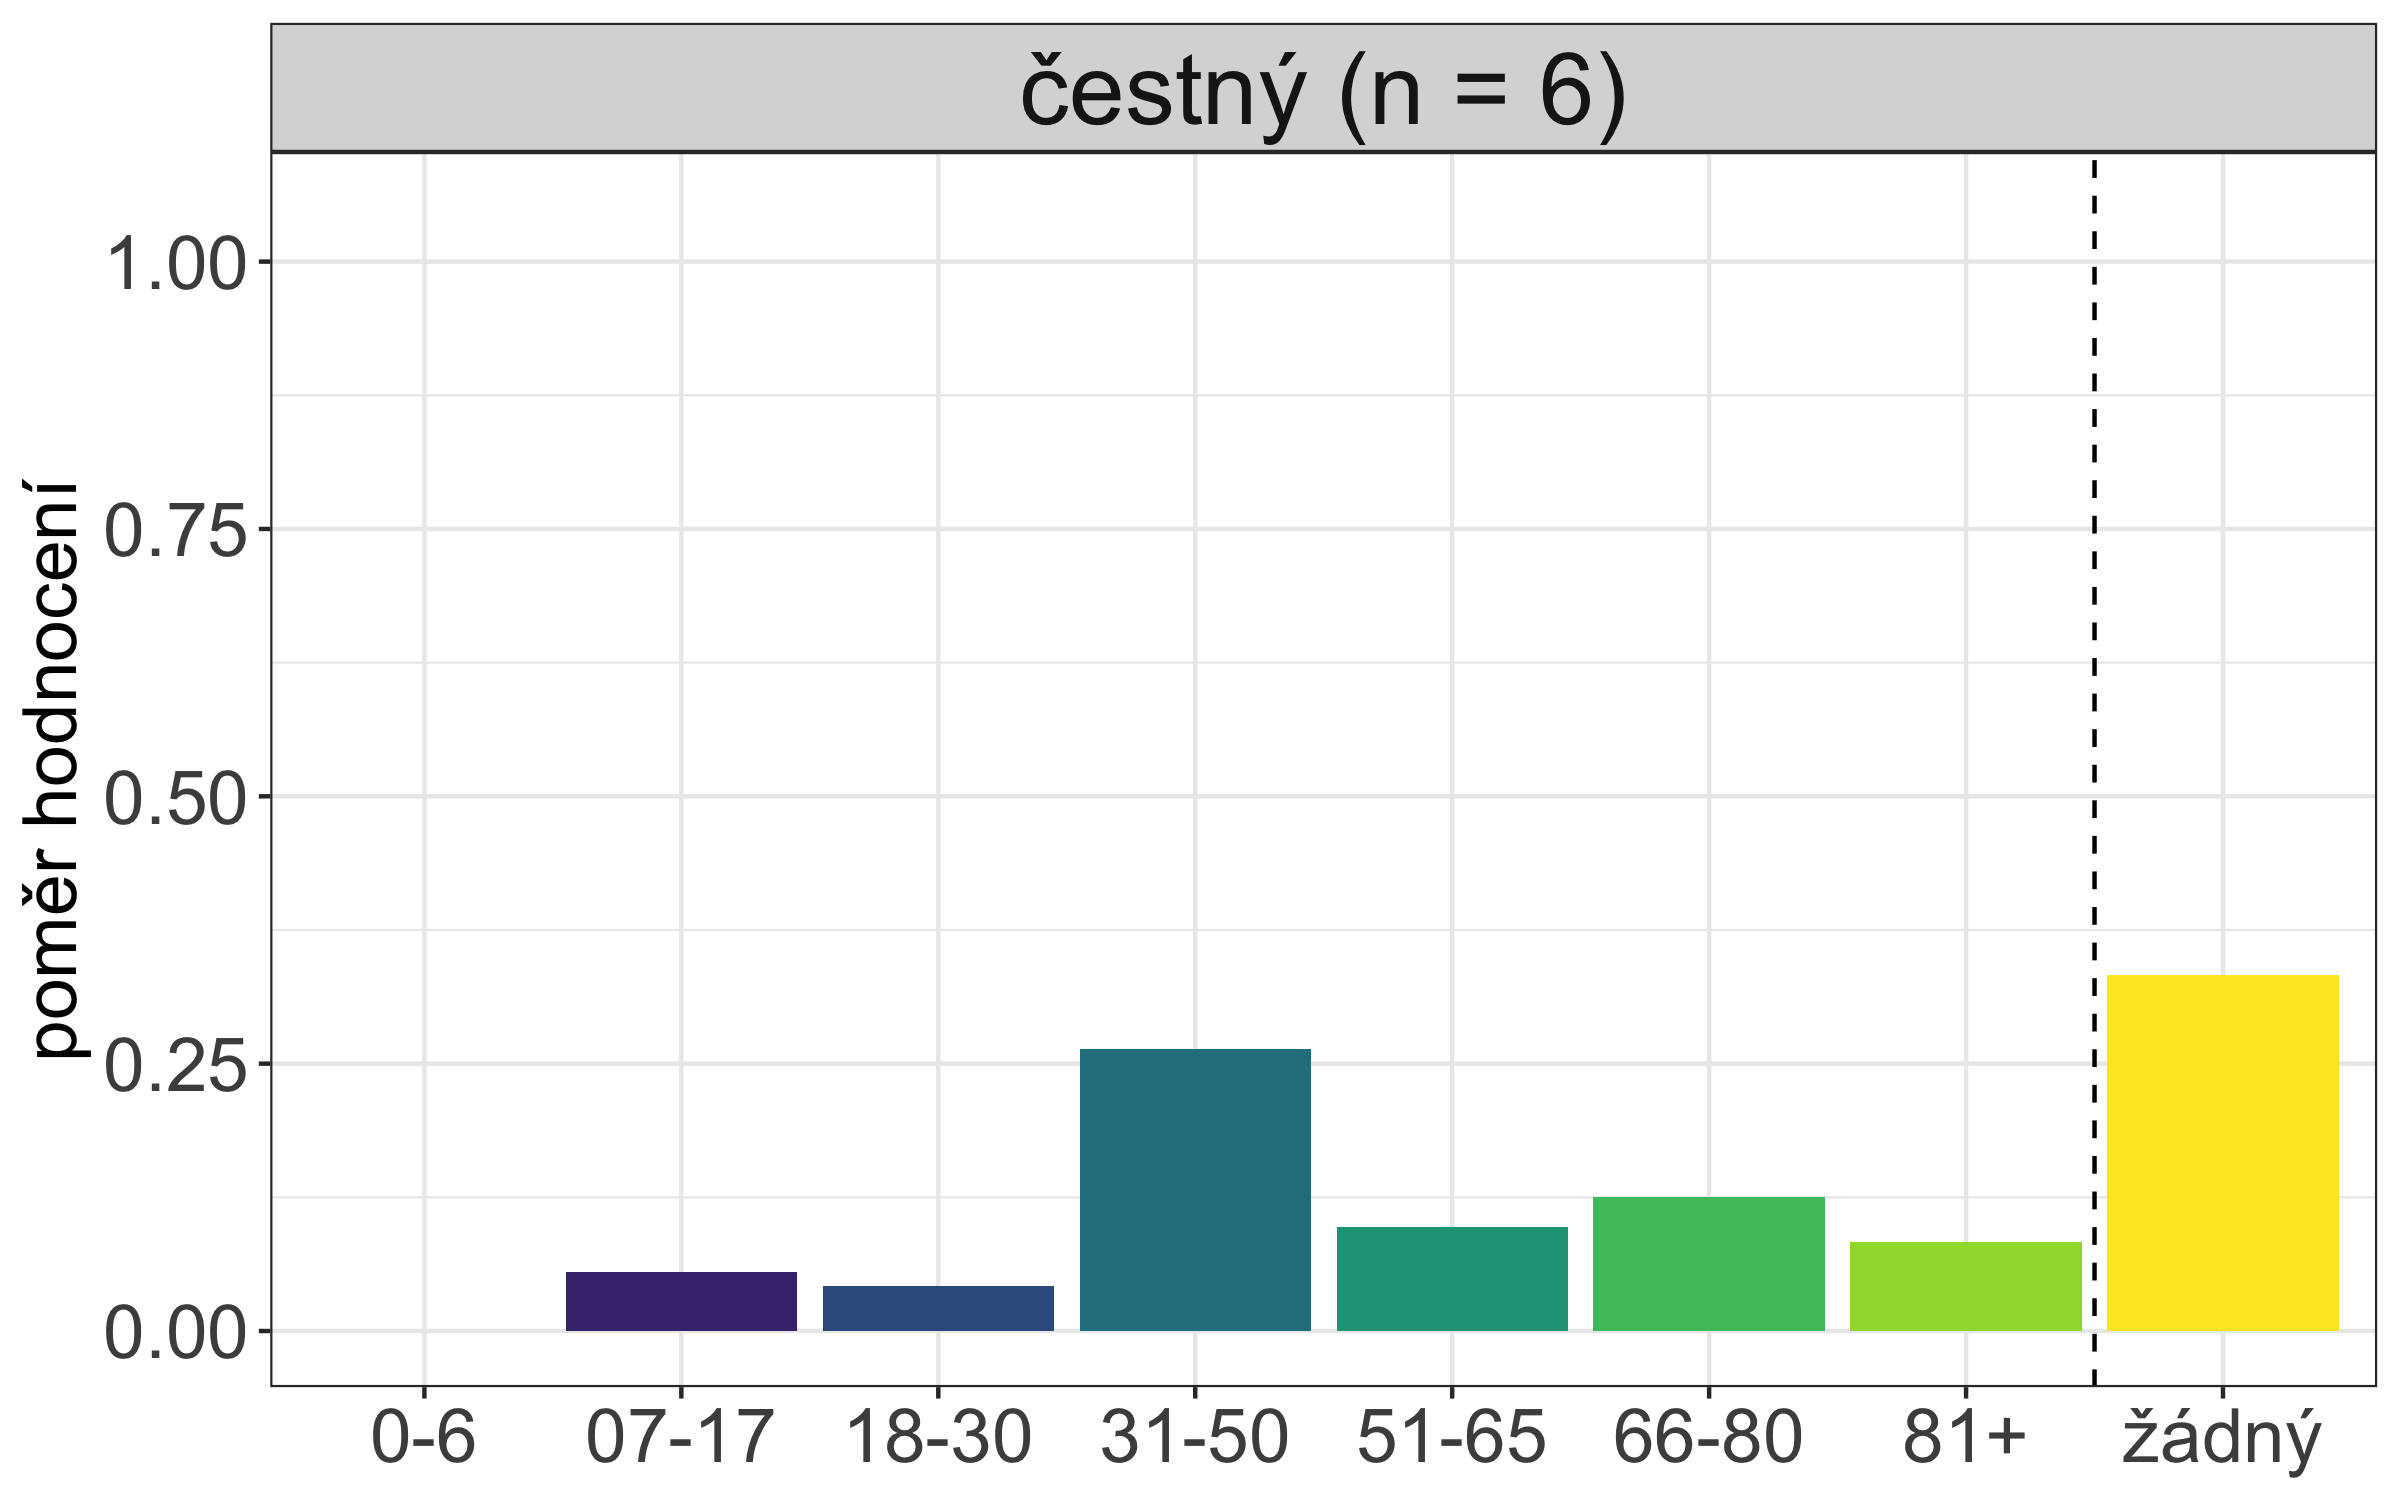 čestný (n = 6)
poměr hodnocení
1.00
0.75
0.50
0.25
0.00
0-6 07-17 18-30 31-50 51-65 66-80 81+ žádný